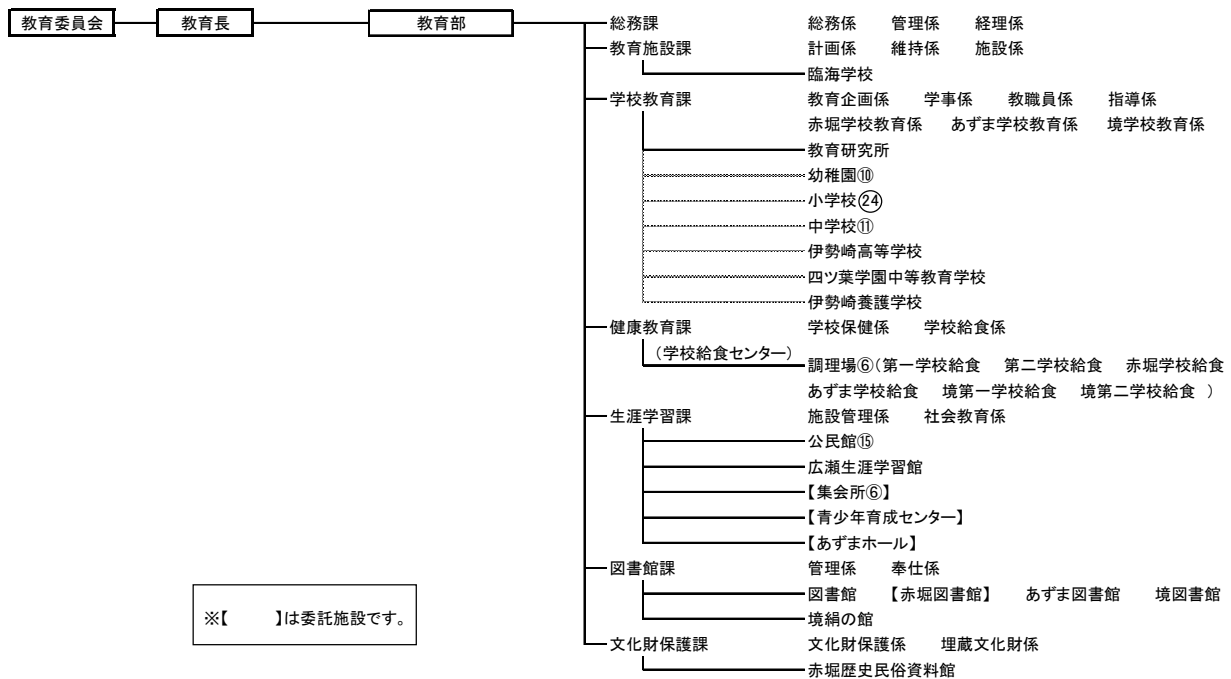 教育委員会 教育長 教育部 総務課 総務係 管理係 経理係
教育施設課 計画係 維持係 施設係
臨海学校
学校教育課 教育企画係 学事係 教職員係 指導係
赤堀学校教育係 あずま学校教育係 境学校教育係
教育研究所
幼稚園⑩
小学校㉔
中学校⑪
伊勢崎高等学校
四ツ葉学園中等教育学校
伊勢崎養護学校
健康教育課 学校保健係 学校給食係
(学校給食センター) 調理場⑥(第一学校給食 第二学校給食 赤堀学校給食
あずま学校給食 境第一学校給食 境第二学校給食 )
生涯学習課 施設管理係 社会教育係
公民館⑮
広瀬生涯学習館
【集会所⑥】
【青少年育成センター】
【あずまホール】
図書館課 管理係 奉仕係
図書館 【赤堀図書館】 あずま図書館 境図書館
境絹の館
※【 】は委託施設です。
文化財保護課 文化財保護係 埋蔵文化財係
赤堀歴史民俗資料館